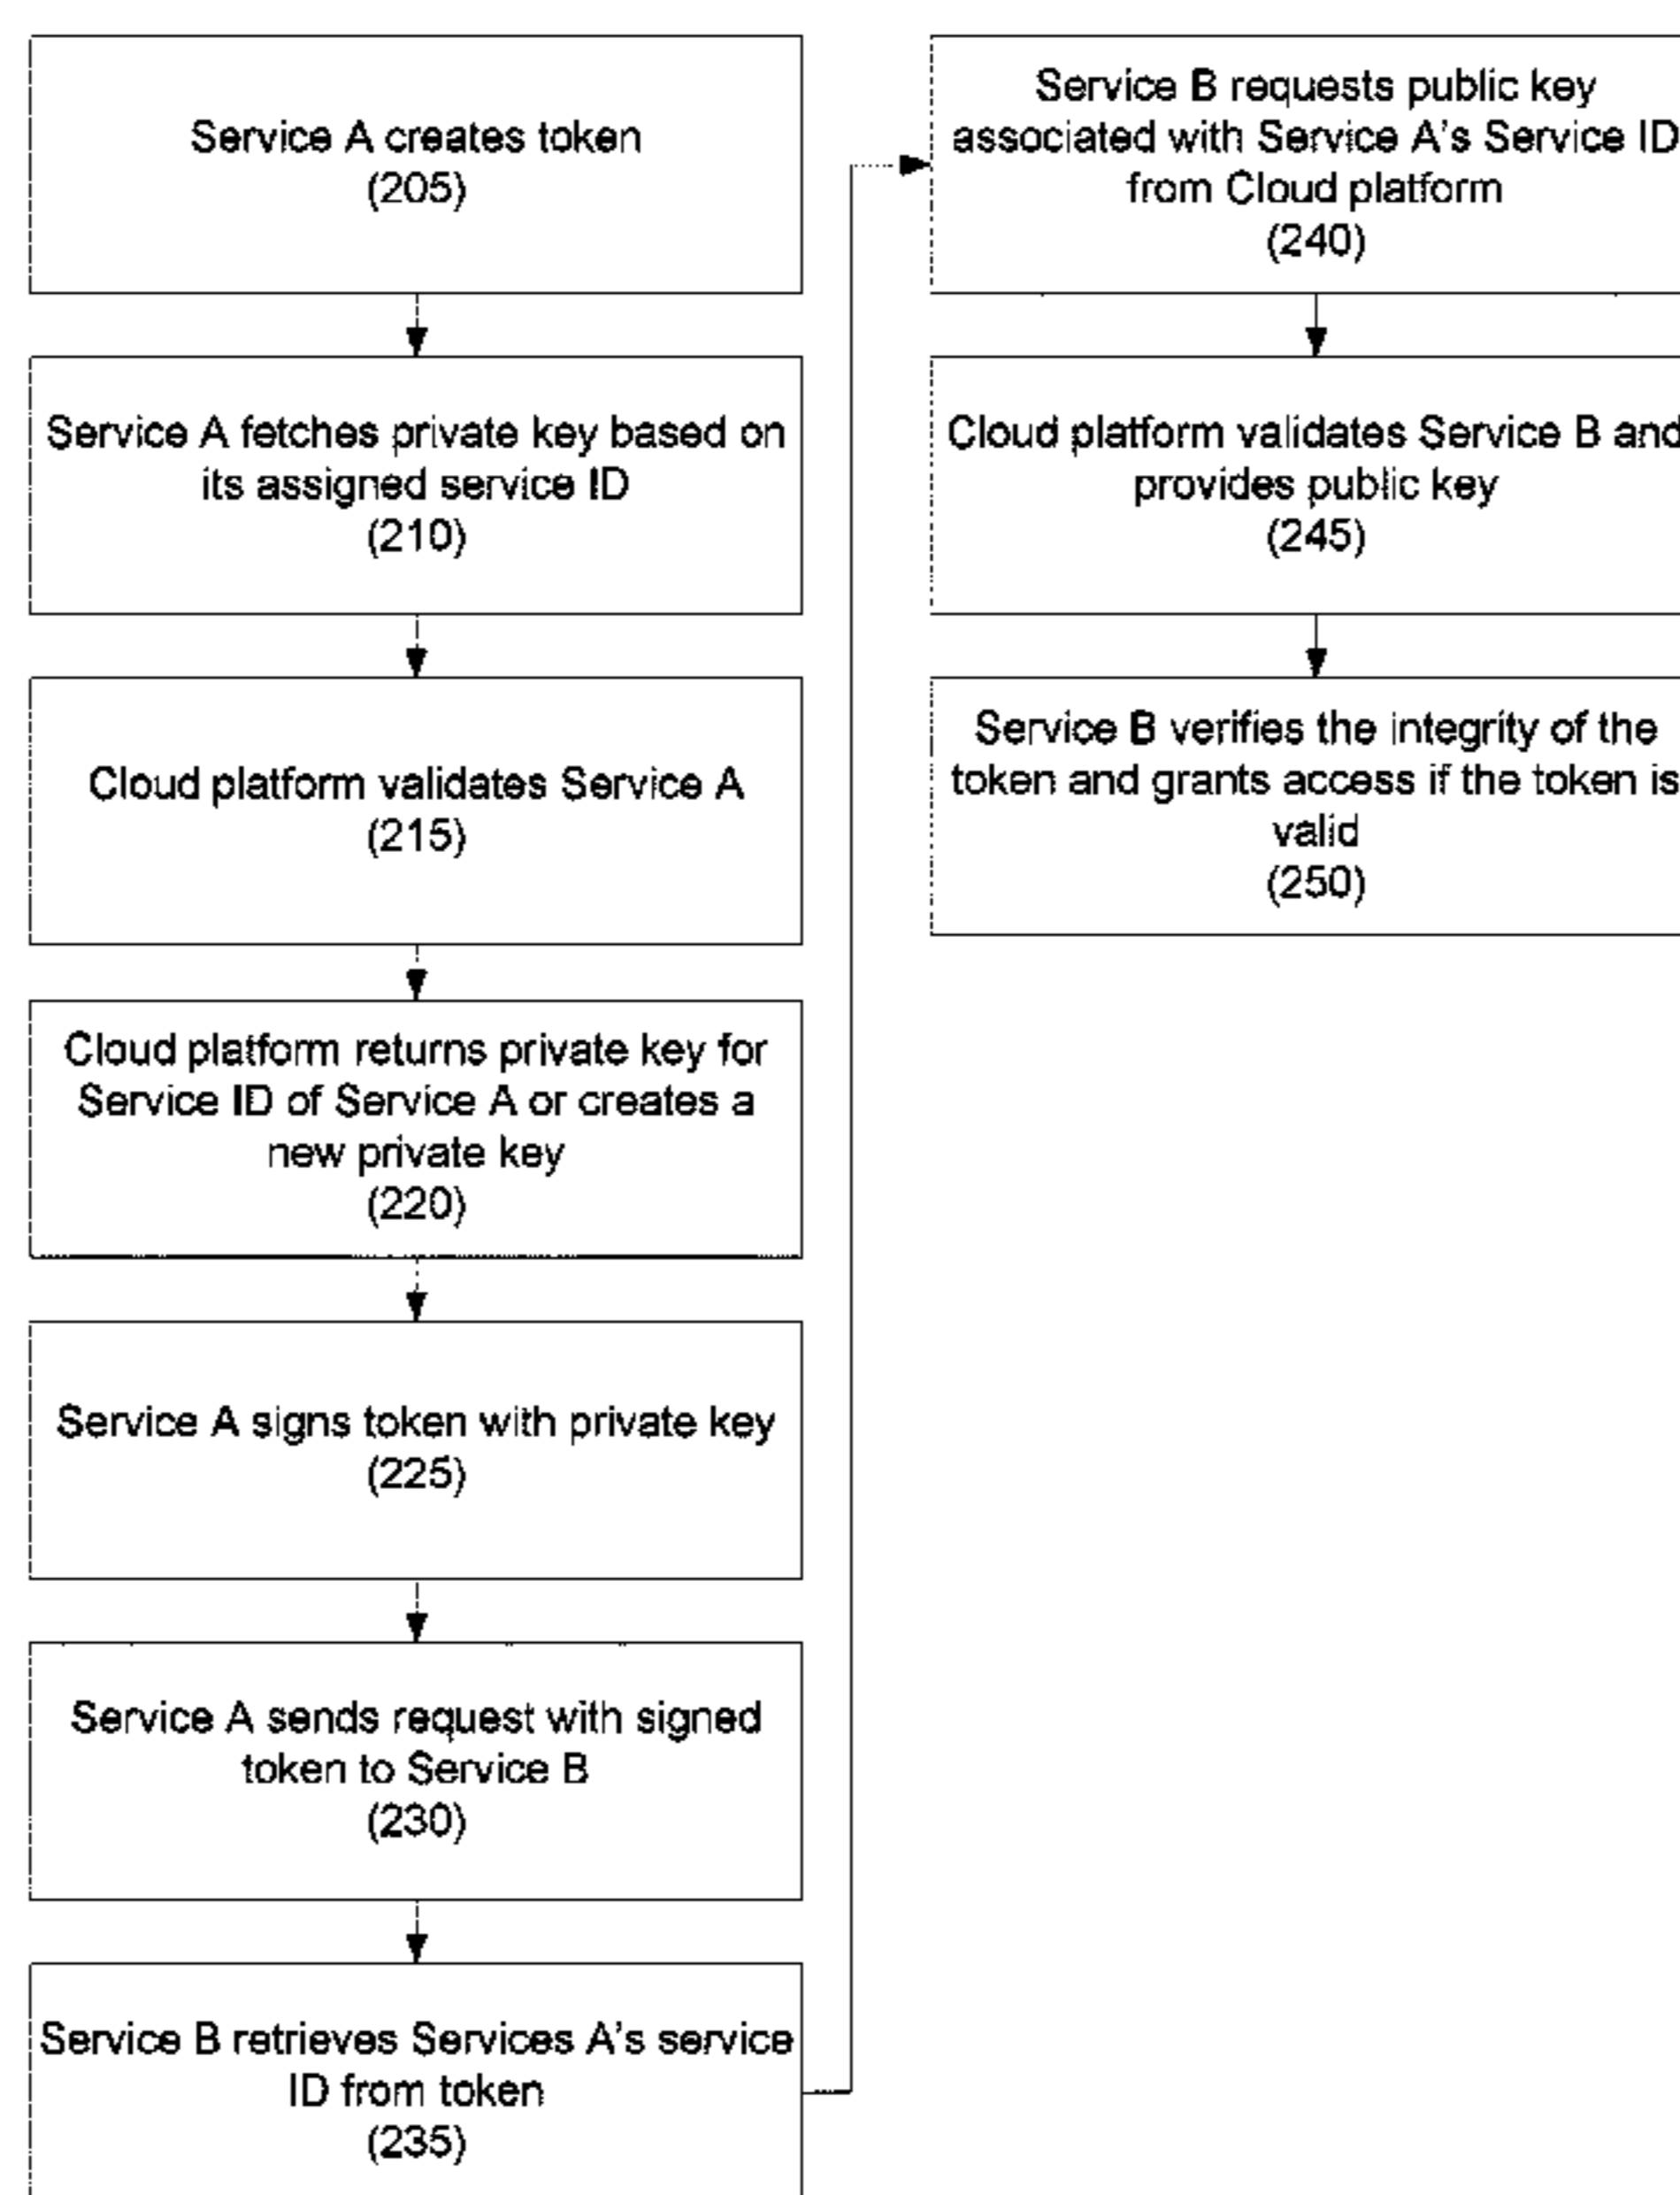 Service A creates token
(205)
Service A fetches private key based on
its assigned service ID
(210)
Cloud platform validates Service A
(215)
Cloud platform returns private key for
Service ID of Service A or creates a
new private key
(220)
Service A signs token with private key
(225)
Service A sends request with signed
token to Service B
(230)
Service B retrieves Services A's service
ID from token
(235)
Service B requests public key
associated with Service A's Service ID
from Cloud platform
(240)
Cloud platform validates Service B and
provides public key
(245)
Service B verifies the integrity of the
token and grants access if the token is
valid
(250)